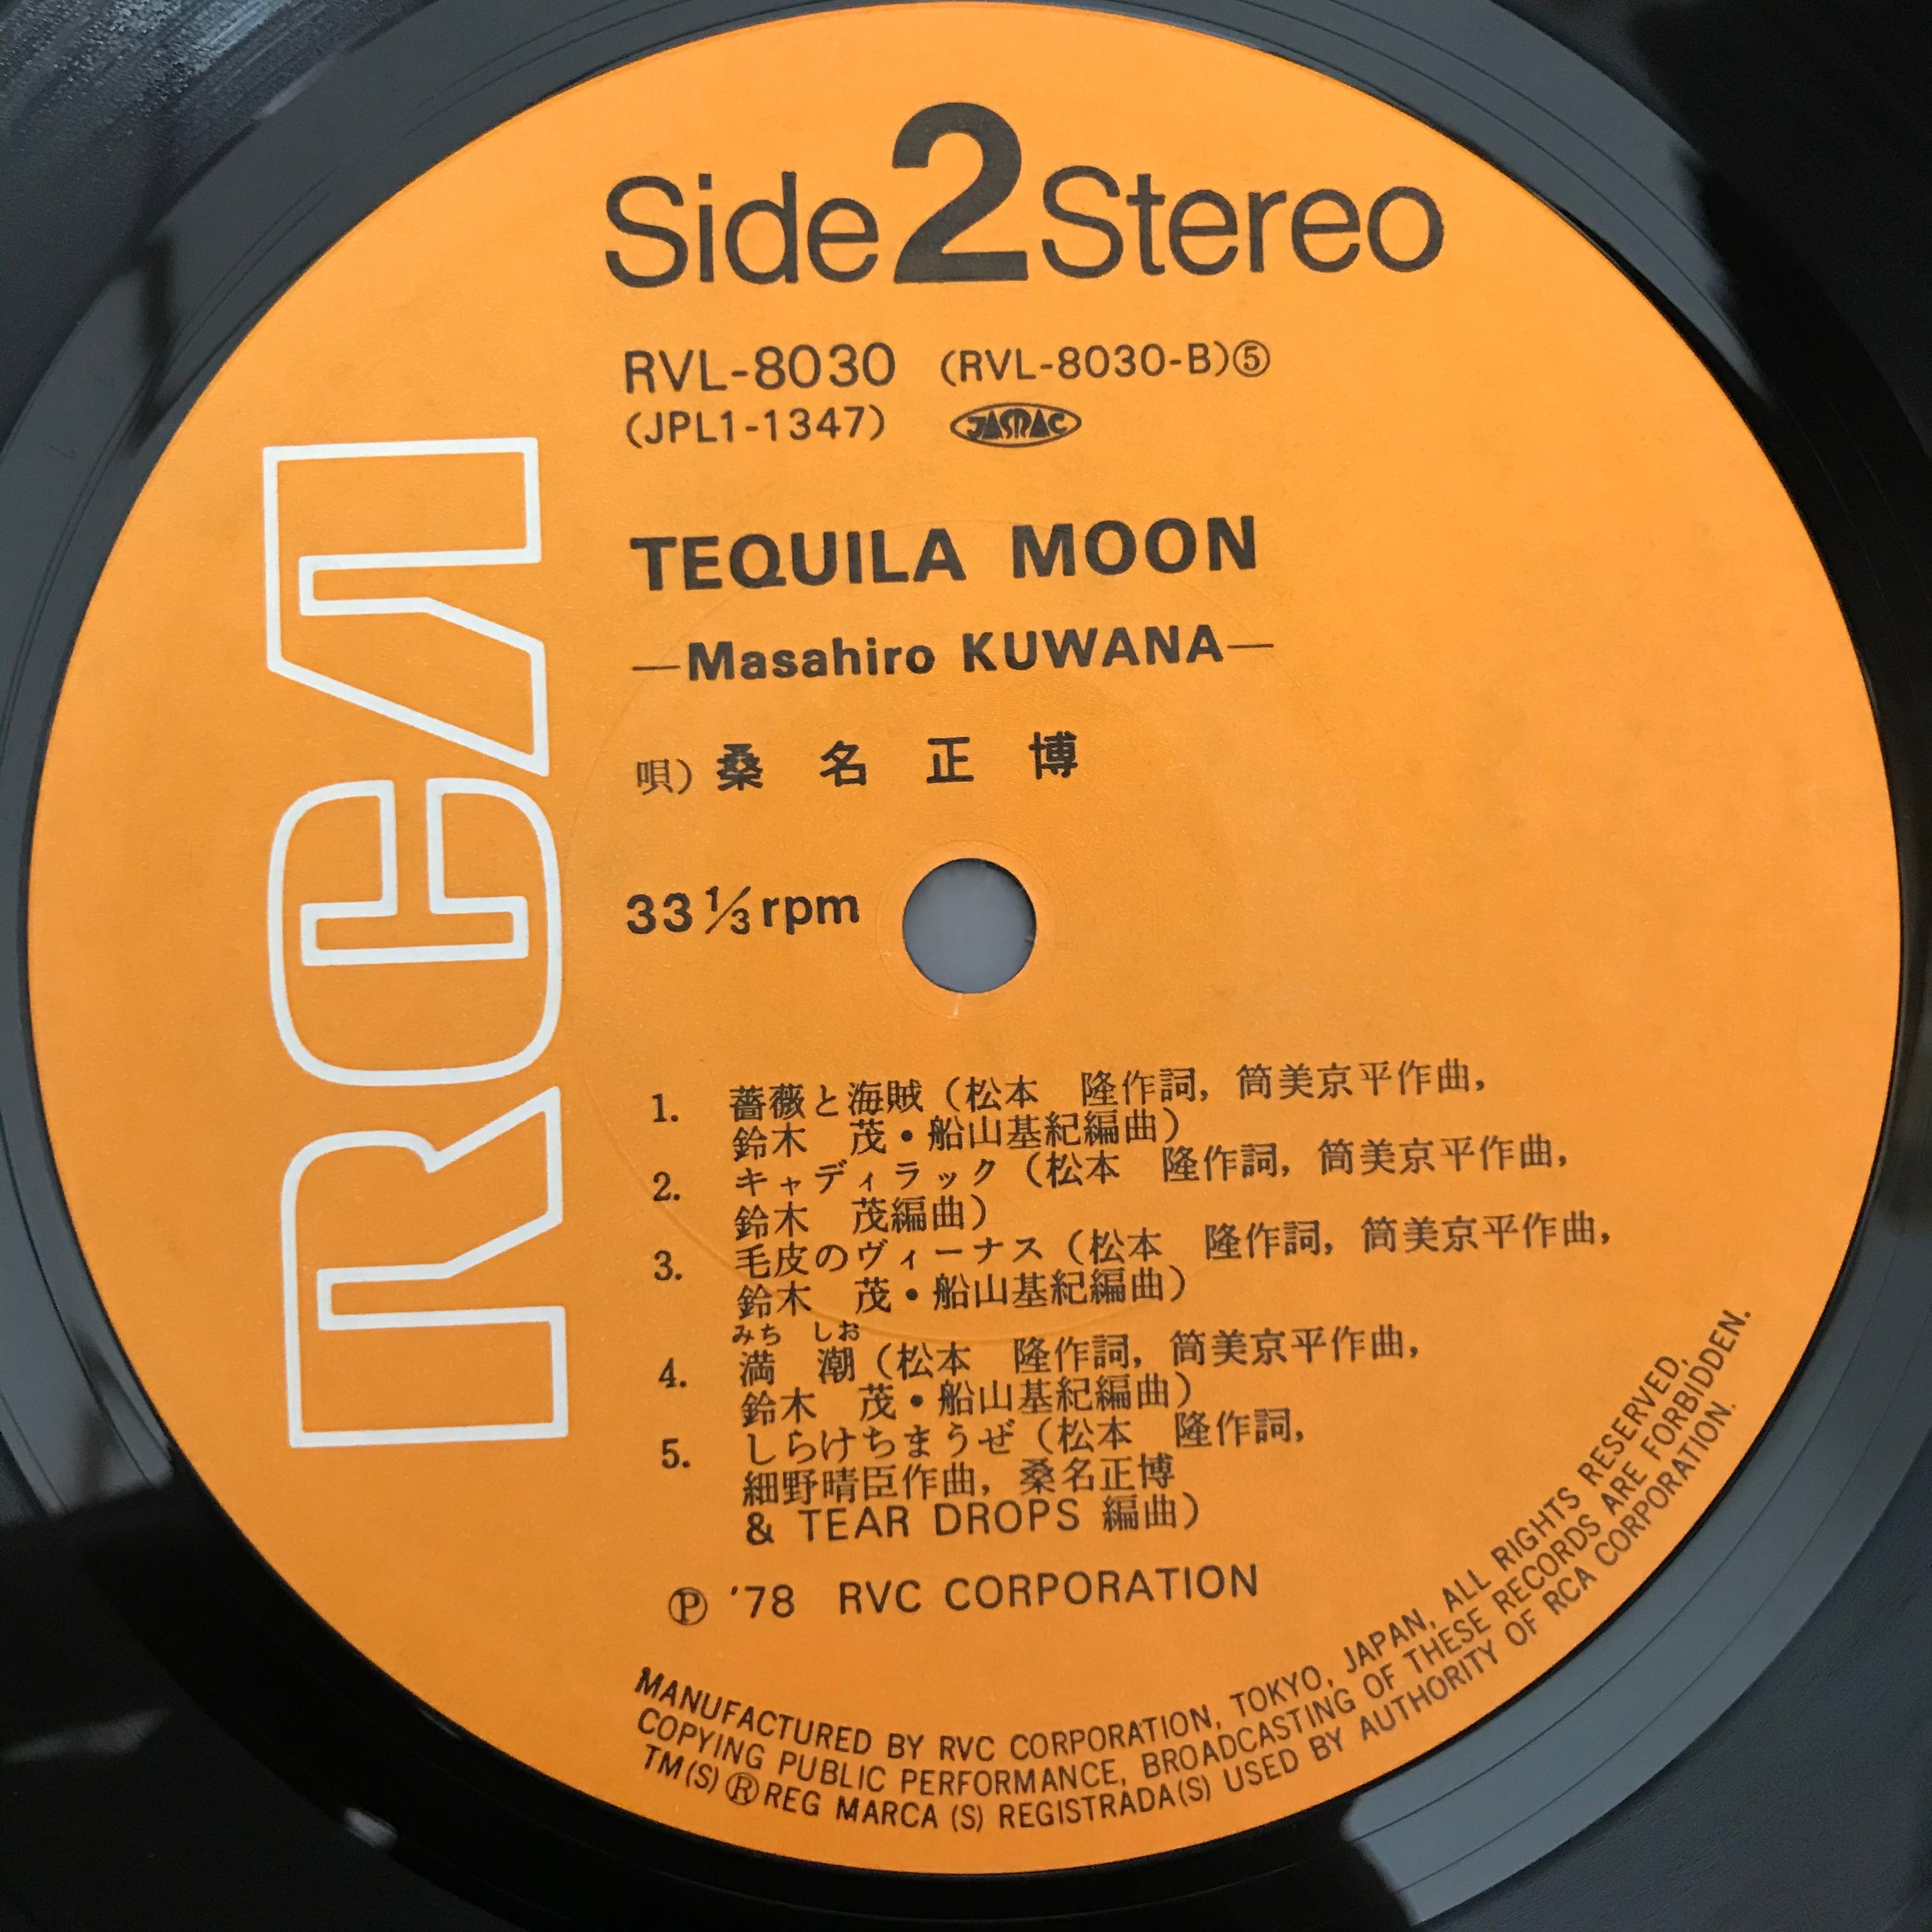 Side 2 Stereo
RVL-8030 (RVL-8030-B)⑤
(JPL1-1347) JASRAC
TEQUILA MOON
—Masahiro KUWANA—
唄) 桑名正博
33 1/3 rpm
RCA
1. 薔薇と海賊（松本 隆作詞, 筒美京平作曲,
鈴木 茂・船山基紀編曲）
2. キャディラック（松本 隆作詞, 筒美京平作曲,
鈴木 茂編曲）
3. 毛皮のヴィーナス（松本 隆作詞, 筒美京平作曲,
鈴木 茂・船山基紀編曲）
みち しお
4. 満 潮（松本 隆作詞, 筒美京平作曲,
鈴木 茂・船山基紀編曲）
5. しらけちまうぜ（松本 隆作詞,
細野晴臣作曲, 桑名正博
& TEAR DROPS 編曲）
Ⓟ '78 RVC CORPORATION
MANUFACTURED BY RVC CORPORATION, TOKYO, JAPAN, ALL RIGHTS RESERVED,
COPYING PUBLIC PERFORMANCE, BROADCASTING OF THESE RECORDS ARE FORBIDDEN.
TM(S) ® REG MARCA (S) REGISTRADA(S) USED BY AUTHORITY OF RCA CORPORATION.